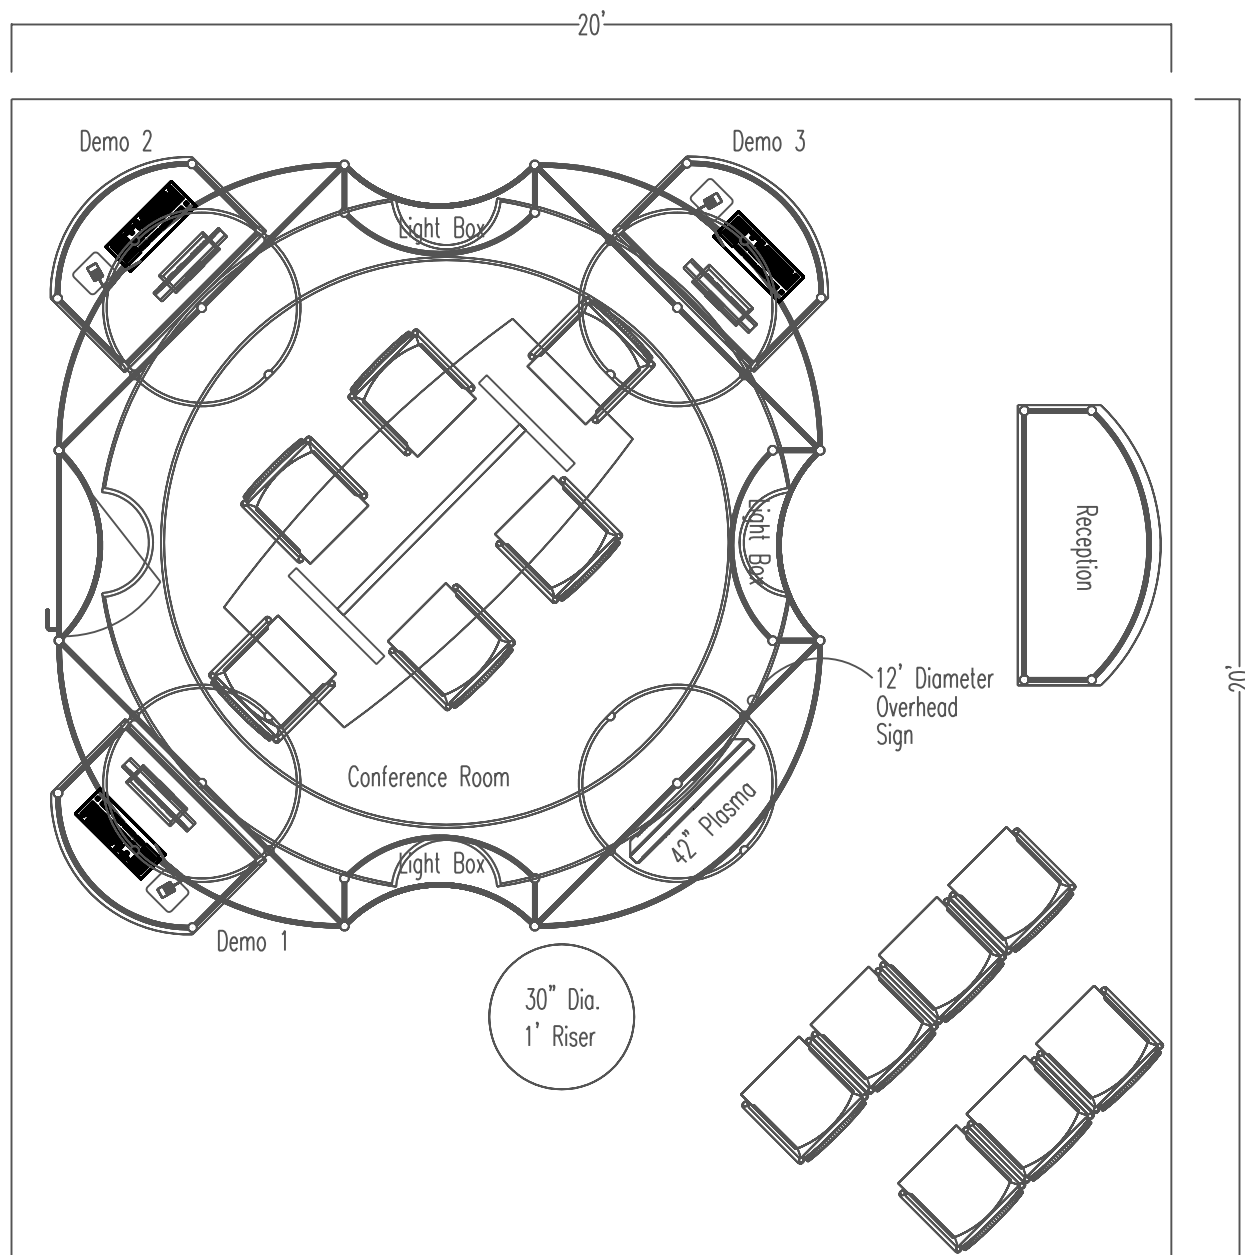 20'
Demo 2
Demo 3
Light Box
Light Box
Reception
20'
12' Diameter
Overhead
Sign
Conference Room
42" Plasma
Light Box
Demo 1
30" Dia.
1' Riser